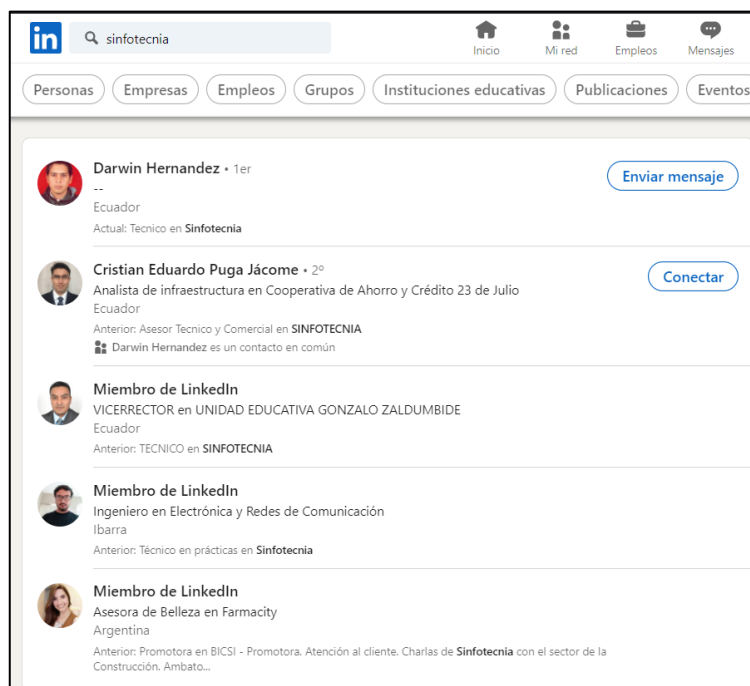 in
sinfotecnia
Inicio
Mi red
Empleos
Mensajes
Personas
Empresas
Empleos
Grupos
Instituciones educativas
Publicaciones
Eventos
Darwin Hernandez • 1er
Enviar mensaje
--
Ecuador
Actual: Tecnico en Sinfotecnia
Cristian Eduardo Puga Jácome • 2º
Conectar
Analista de infraestructura en Cooperativa de Ahorro y Crédito 23 de Julio
Ecuador
Anterior: Asesor Tecnico y Comercial en SINFOTECNIA
Darwin Hernandez es un contacto en común
Miembro de LinkedIn
VICERRECTOR en UNIDAD EDUCATIVA GONZALO ZALDUMBIDE
Ecuador
Anterior: TECNICO en SINFOTECNIA
Miembro de LinkedIn
Ingeniero en Electrónica y Redes de Comunicación
Ibarra
Anterior: Técnico en prácticas en Sinfotecnia
Miembro de LinkedIn
Asesora de Belleza en Farmacity
Argentina
Anterior: Promotora en BICSI - Promotora. Atención al cliente. Charlas de Sinfotecnia con el sector de la
Construcción. Ambato...